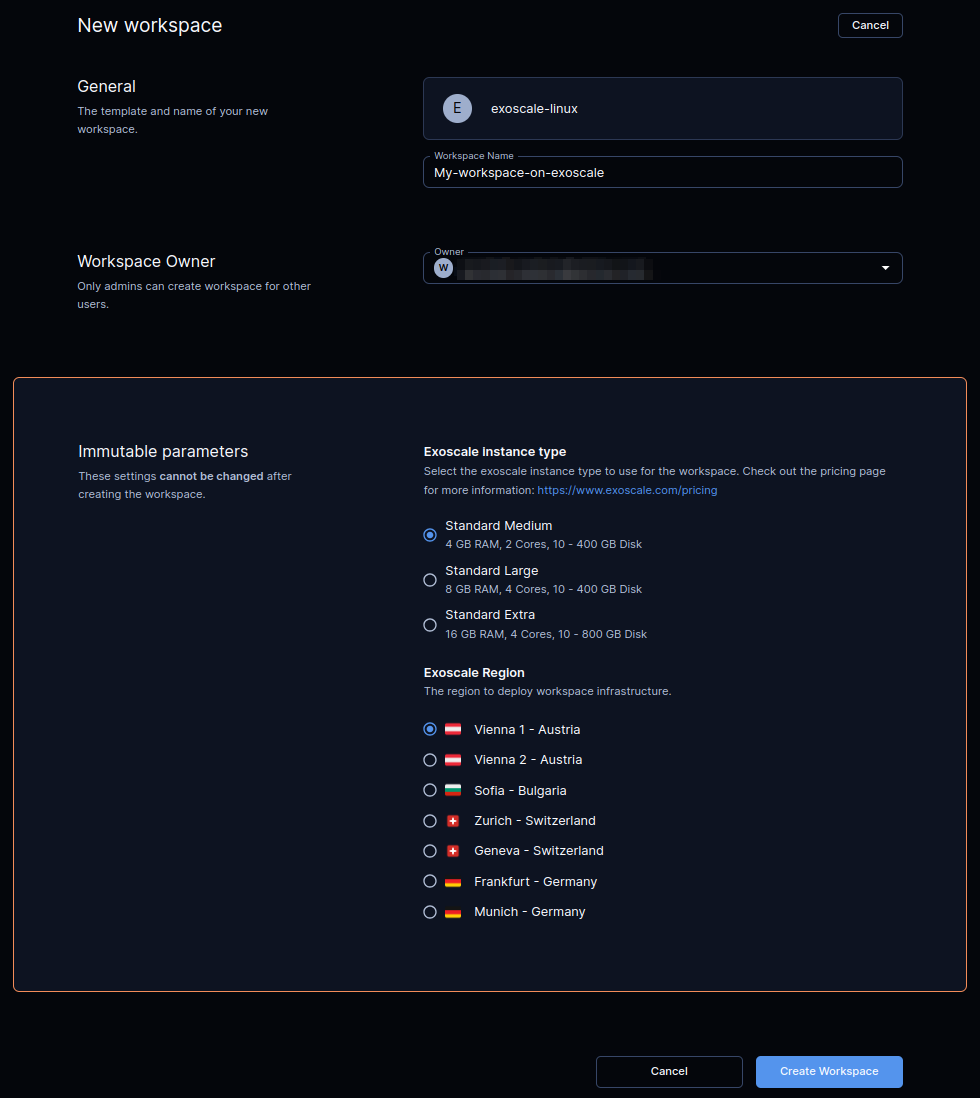 New workspace
Cancel
General
The template and name of your new
workspace.
E
exoscale-linux
Workspace Name
My-workspace-on-exoscale
Workspace Owner
Only admins can create workspace for other
users.
Owner
W
Immutable parameters
These settings cannot be changed after
creating the workspace.
Exoscale instance type
Select the exoscale instance type to use for the workspace. Check out the pricing page
for more information: https://www.exoscale.com/pricing
Standard Medium
4 GB RAM, 2 Cores, 10 - 400 GB Disk
Standard Large
8 GB RAM, 4 Cores, 10 - 400 GB Disk
Standard Extra
16 GB RAM, 4 Cores, 10 - 800 GB Disk
Exoscale Region
The region to deploy workspace infrastructure.
Vienna 1 - Austria
Vienna 2 - Austria
Sofia - Bulgaria
Zurich - Switzerland
Geneva - Switzerland
Frankfurt - Germany
Munich - Germany
Cancel
Create Workspace